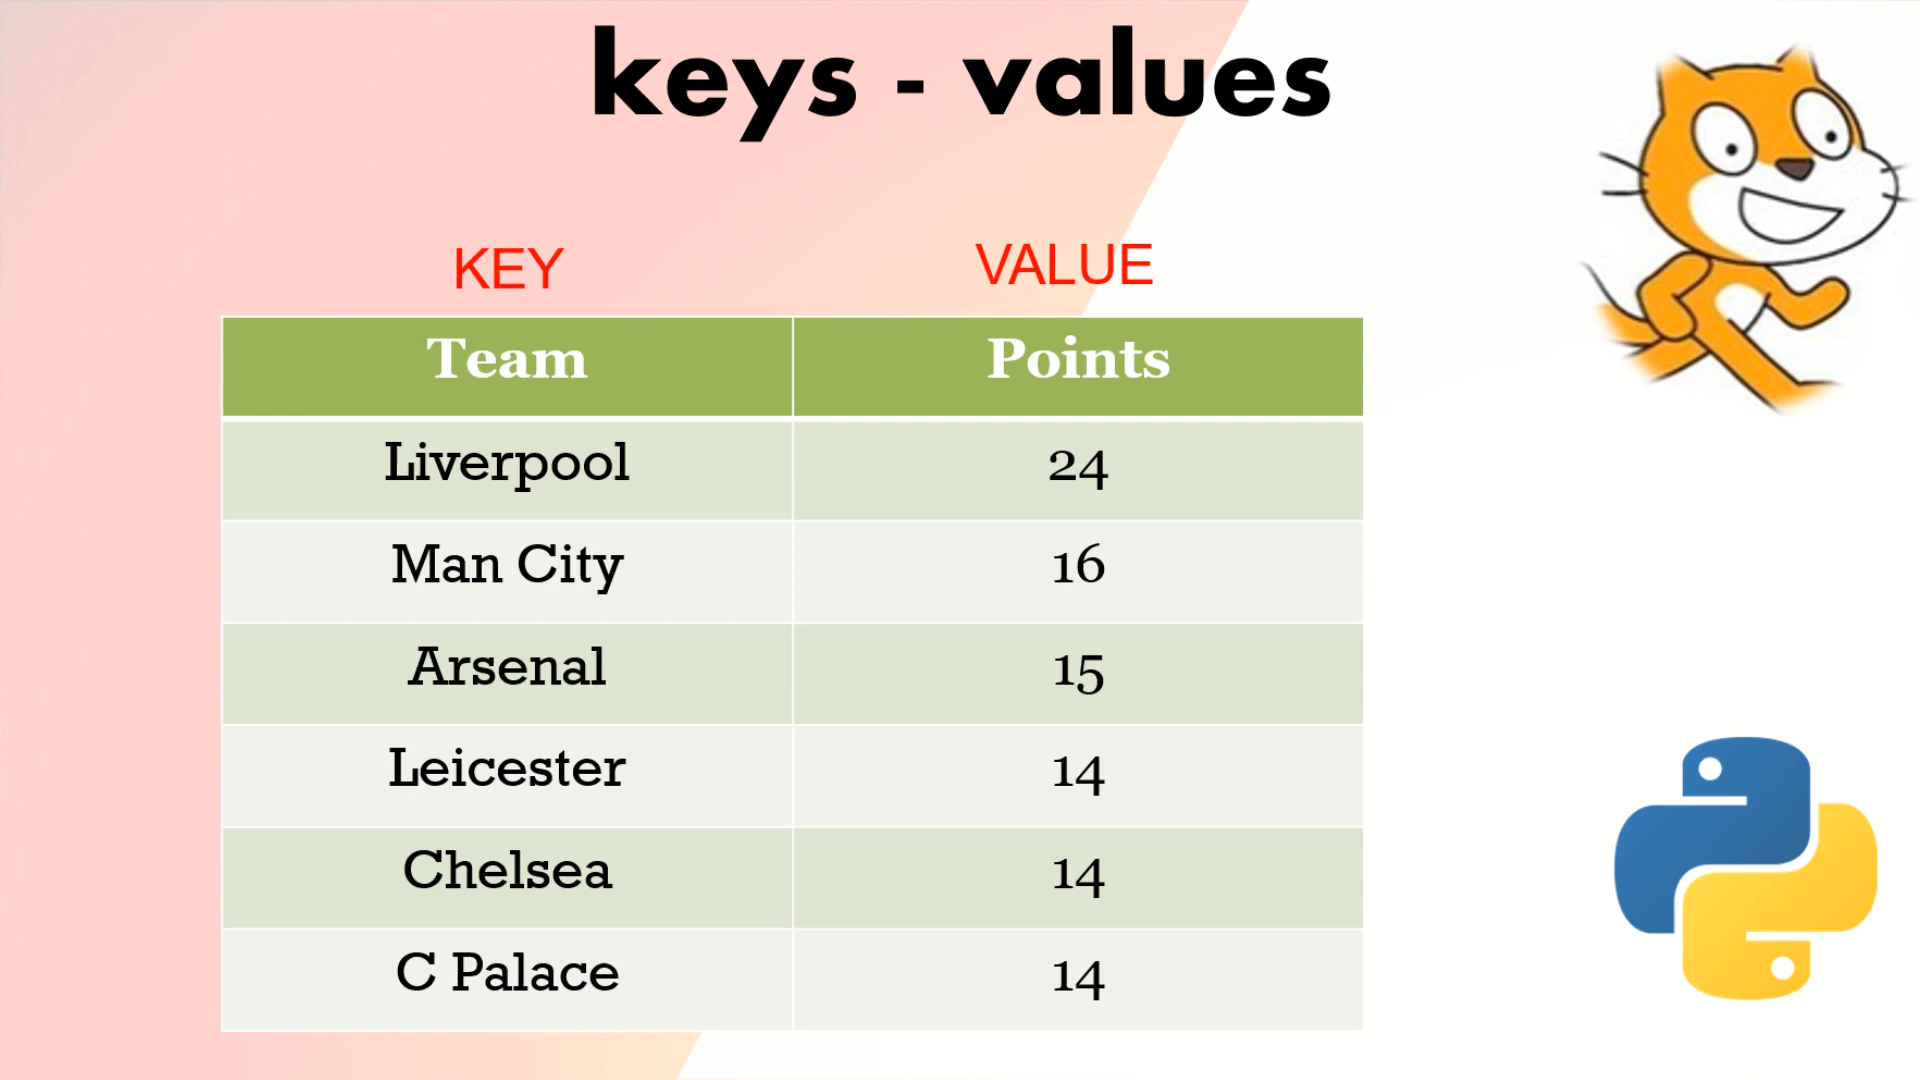 keys - values
KEY VALUE
Team Points
Liverpool 24
Man City 16
Arsenal 15
Leicester 14
Chelsea 14
C Palace 14